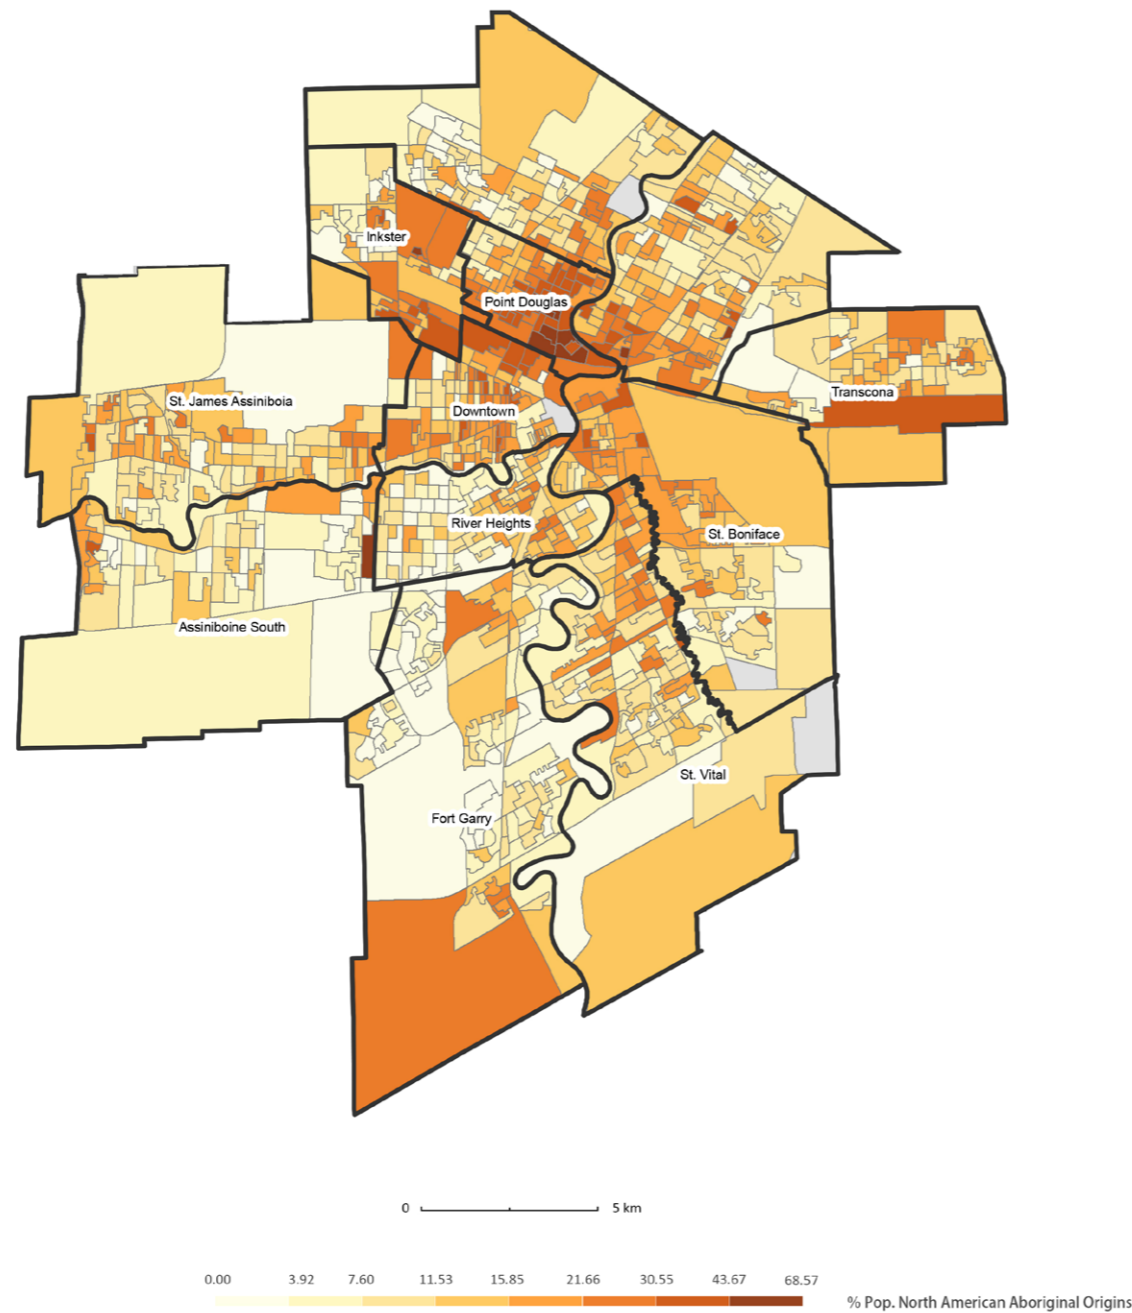 Inkster
Point Douglas
Transcona
St. James Assiniboia
Downtown
River Heights
St. Boniface
Assiniboine South
St. Vital
Fort Garry
0 5 km
0.00 3.92 7.60 11.53 15.85 21.66 30.55 43.67 68.57
% Pop. North American Aboriginal Origins